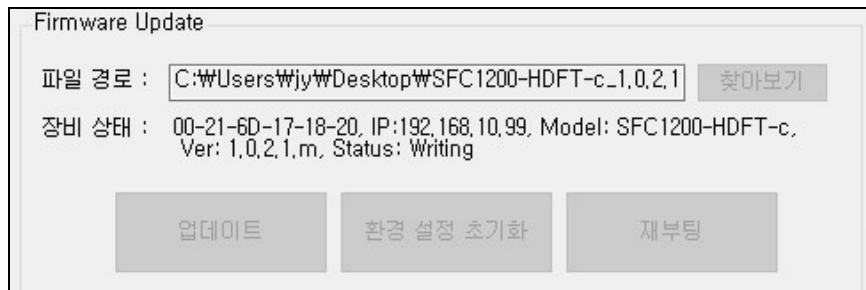 Firmware Update
파일 경로 : C:₩Users₩jy₩Desktop₩SFC1200-HDFT-c_1,0,2,1 찾아보기
장비 상태 : 00-21-6D-17-18-20, IP:192,168,10,99, Model: SFC1200-HDFT-c,
Ver: 1,0,2,1,m, Status: Writing
업데이트 환경 설정 초기화 재부팅